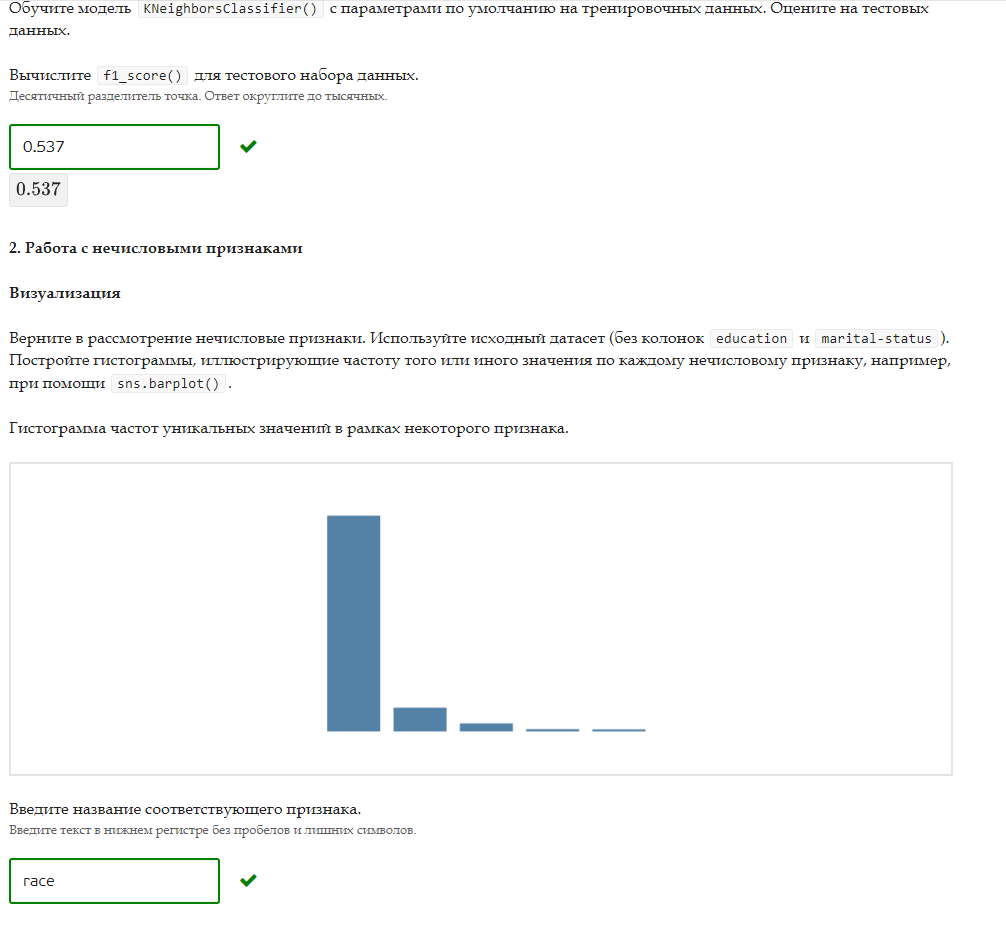 Обучите модель KNeighborsClassifier() с параметрами по умолчанию на тренировочных данных. Оцените на тестовых
данных.
Вычислите f1_score() для тестового набора данных.
Десятичный разделитель точка. Ответ округлите до тысячных.
0.537
0.537
2. Работа с нечисловыми признаками
Визуализация
Верните в рассмотрение нечисловые признаки. Используйте исходный датасет (без колонок education и marital-status ).
Постройте гистограммы, иллюстрирующие частоту того или иного значения по каждому нечисловому признаку, например,
при помощи sns.barplot() .
Гистограмма частот уникальных значений в рамках некоторого признака.
Введите название соответствующего признака.
Введите текст в нижнем регистре без пробелов и лишних символов.
race